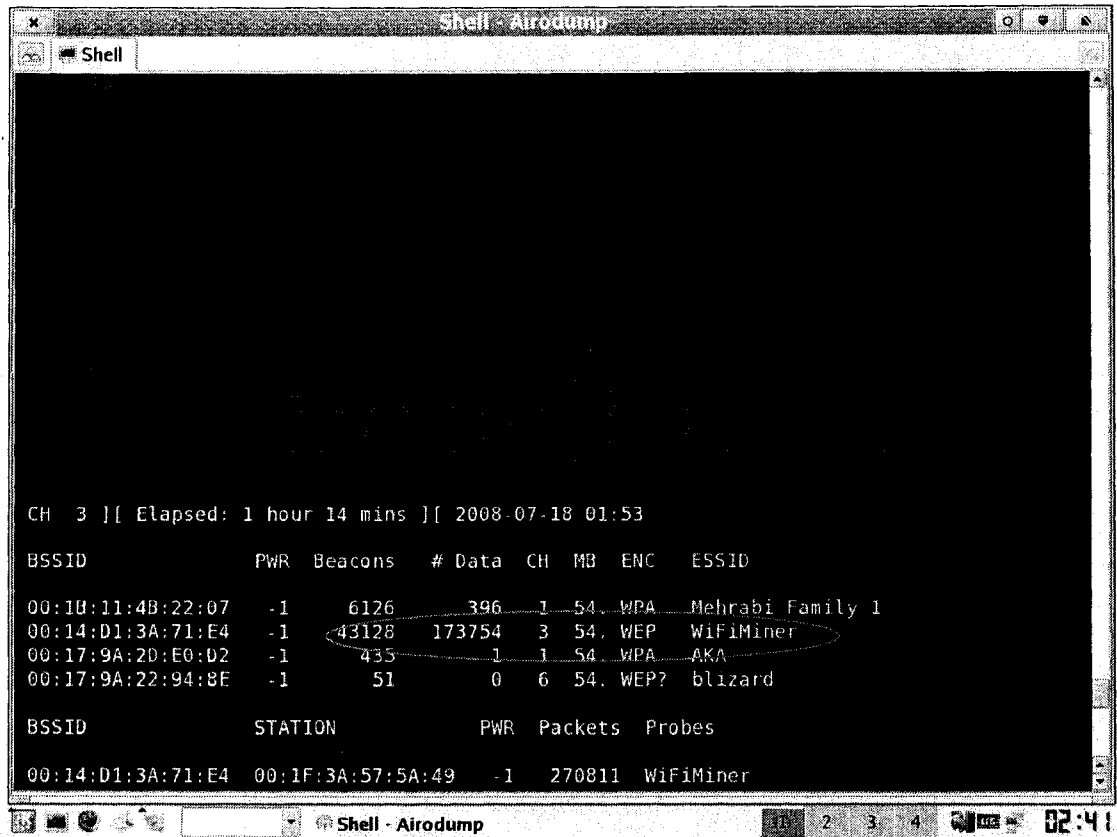 Shell - Airodump
Shell
CH 3 ][ Elapsed: 1 hour 14 mins ][ 2008-07-18 01:53
BSSID PWR Beacons # Data CH MB ENC ESSID
00:1B:11:4B:22:07 -1 6126 396 1 54. WPA Mehrabi Family 1
00:14:D1:3A:71:E4 -1 43128 173754 3 54. WEP WiFiMiner
00:17:9A:2D:E0:D2 -1 435 1 1 54. WPA AKA
00:17:9A:22:94:8E -1 51 0 6 54. WEP? blizard
BSSID STATION PWR Packets Probes
00:14:D1:3A:71:E4 00:1F:3A:57:5A:49 -1 270811 WiFiMiner
Shell - Airodump 2 3 4 02:41